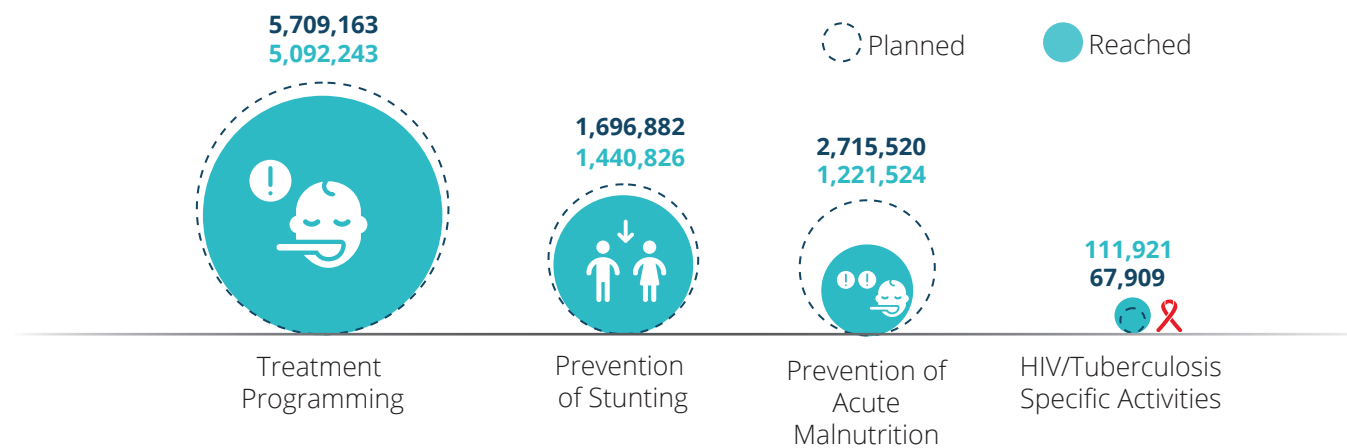 5,709,163
5,092,243
Planned
Reached
1,696,882
1,440,826
2,715,520
1,221,524
111,921
67,909
Treatment
Programming
Prevention
of Stunting
Prevention of
Acute
Malnutrition
HIV/Tuberculosis
Specific Activities